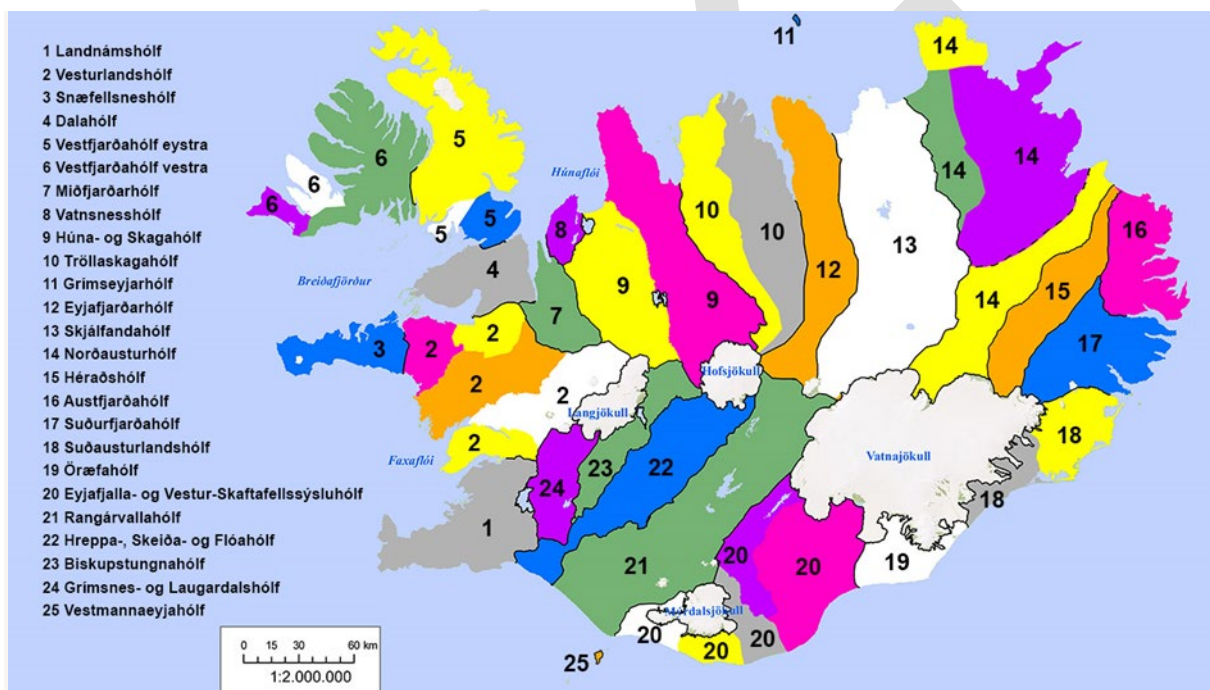 1 Landnámshólf
2 Vesturlandshólf
3 Snæfellsneshólf
4 Dalahólf
5 Vestfjarðahólf eystra
6 Vestfjarðahólf vestra
7 Miðfjarðarhólf
8 Vatnsnesshólf
9 Húna- og Skagahólf
10 Tröllaskagahólf
11 Grímseyjarhólf
12 Eyjafjarðarhólf
13 Skjálfandahólf
14 Norðausturhólf
15 Héraðshólf
16 Austfjarðahólf
17 Suðurfjarðahólf
18 Suðausturlandshólf
19 Öræfahólf
20 Eyjafjalla- og Vestur-Skaftafellssýsluhólf
21 Rangárvallahólf
22 Hreppa-, Skeiða- og Flóahólf
23 Biskupstungnahólf
24 Grímsnes- og Laugardalshólf
25 Vestmannaeyjahólf
0 15 30 60 km
1:2.000.000
11
14
5
6
6
6
5
5
Húnaflói
8
10
10
14
14
16
13
4
Breiðafjörður
9
9
12
14
15
7
2
3
2
2
2
17
Hofsjökull
Langjökull
2
Faxaflói
18
Vatnajökull
23
22
24
18
1
21
20
20
19
Mýrdalsjökull
20
20
20
25